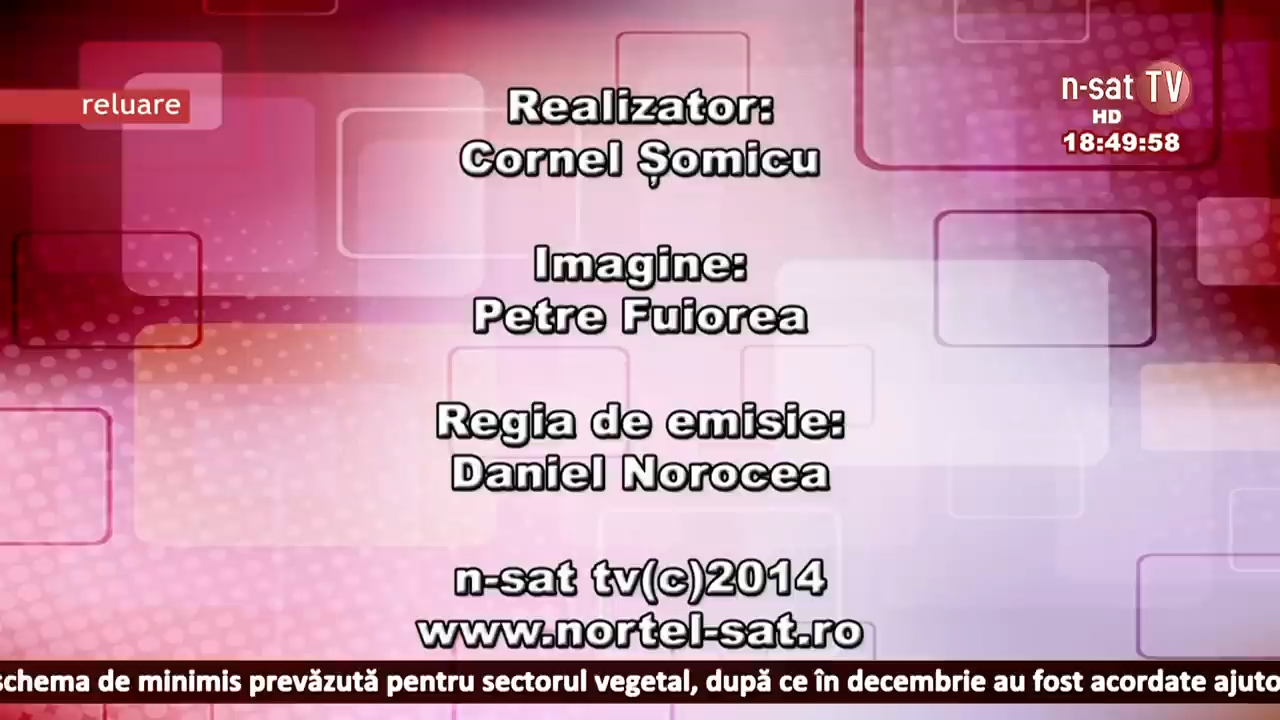 reluare
n-sat TV
HD
18:49:58
Realizator:
Cornel Șomicu
Imagine:
Petre Fuiorea
Regia de emisie:
Daniel Norocea
n-sat tv(c)2014
www.nortel-sat.ro
schema de minimis prevăzută pentru sectorul vegetal, după ce în decembrie au fost acordate ajuto